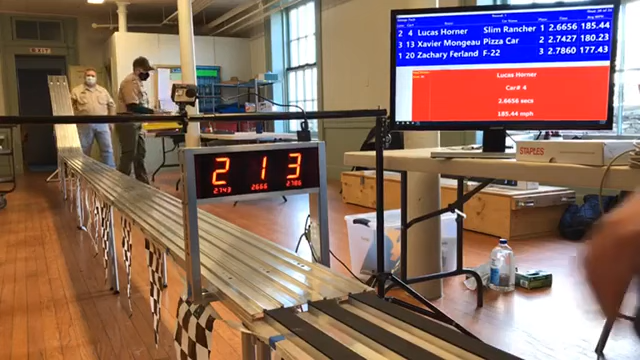 2 4 Lucas Horner Slim Rancher 1 2.6656 185.44
3 13 Xavier Mongeau Pizza Car 2 2.7427 180.23
1 20 Zachary Ferland F-22 3 2.7860 177.43
Lucas Horner
Car# 4
2.6656 secs
185.44 mph
EXIT
2 1 3
2743 2666 2786
STAPLES